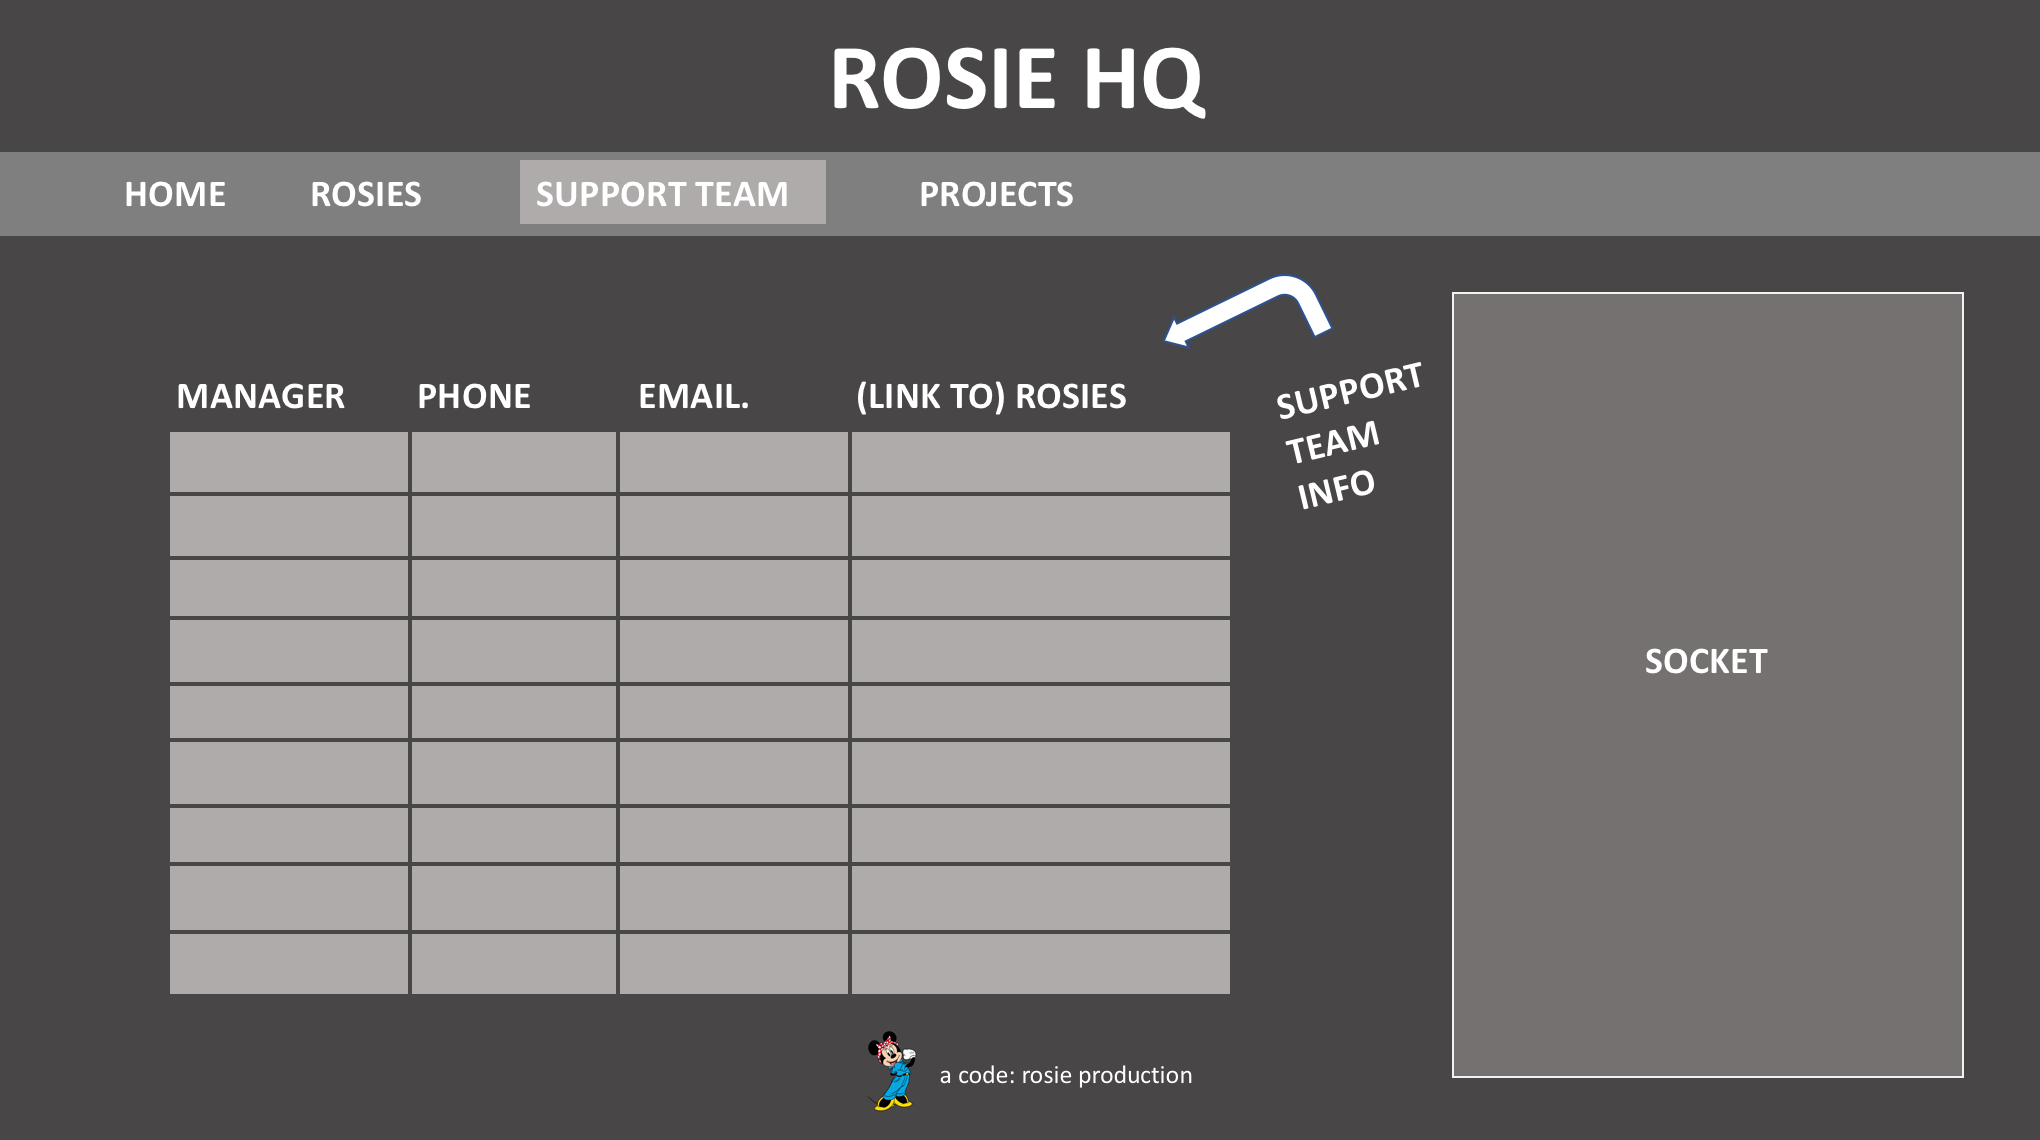 ROSIE HQ
HOME ROSIES SUPPORT TEAM PROJECTS
MANAGER PHONE EMAIL. (LINK TO) ROSIES
SUPPORT
TEAM
INFO
SOCKET
a code: rosie production